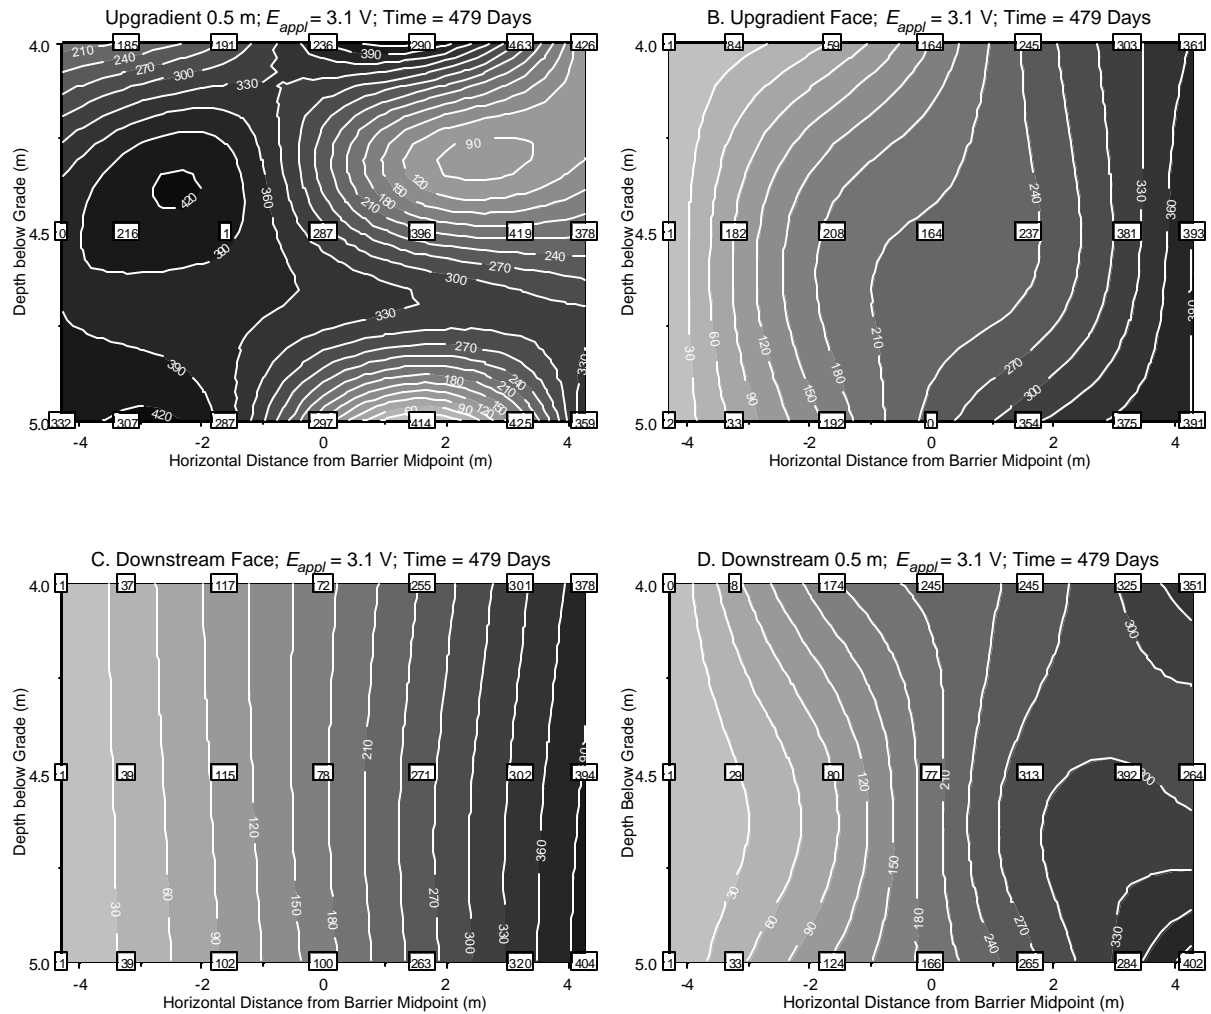 Upgradient 0.5 m; Eappl = 3.1 V; Time = 479 Days
4.0 185 191 236 290 463 426
210 240 270 300 330 390
90
120
150
180
210
420
360
4.5 0 216 1 287 396 419 378
390
240
270
300
330
390
270
180
210
240
330
420
90 120 150
5.0 332 307 287 297 414 425 359
-4 -2 0 2 4
Depth below Grade (m)
Horizontal Distance from Barrier Midpoint (m)
B. Upgradient Face; Eappl = 3.1 V; Time = 479 Days
4.0 1 84 59 164 245 303 361
240 330 360
4.5 1 182 208 164 237 381 393
390
30 60 120 210
90 150 180 270 300
5.0 2 33 192 0 354 375 391
-4 -2 0 2 4
Depth below Grade (m)
Horizontal Distance from Barrier Midpoint (m)
C. Downstream Face; Eappl = 3.1 V; Time = 479 Days
4.0 1 37 117 72 255 301 378
210
4.5 1 39 115 78 271 302 394
120 360
30 60 150 270
90 180 300 330
5.0 1 39 102 100 263 320 404
-4 -2 0 2 4
Depth below Grade (m)
Horizontal Distance from Barrier Midpoint (m)
D. Downstream 0.5 m; Eappl = 3.1 V; Time = 479 Days
4.0 0 8 174 245 245 325 351
300
4.5 1 29 80 77 313 392 264
120 210
150
30 60 90 180 240 270 330
5.0 1 33 124 166 265 284 402
-4 -2 0 2 4
Depth Below Grade (m)
Horizontal Distance from Barrier Midpoint (m)